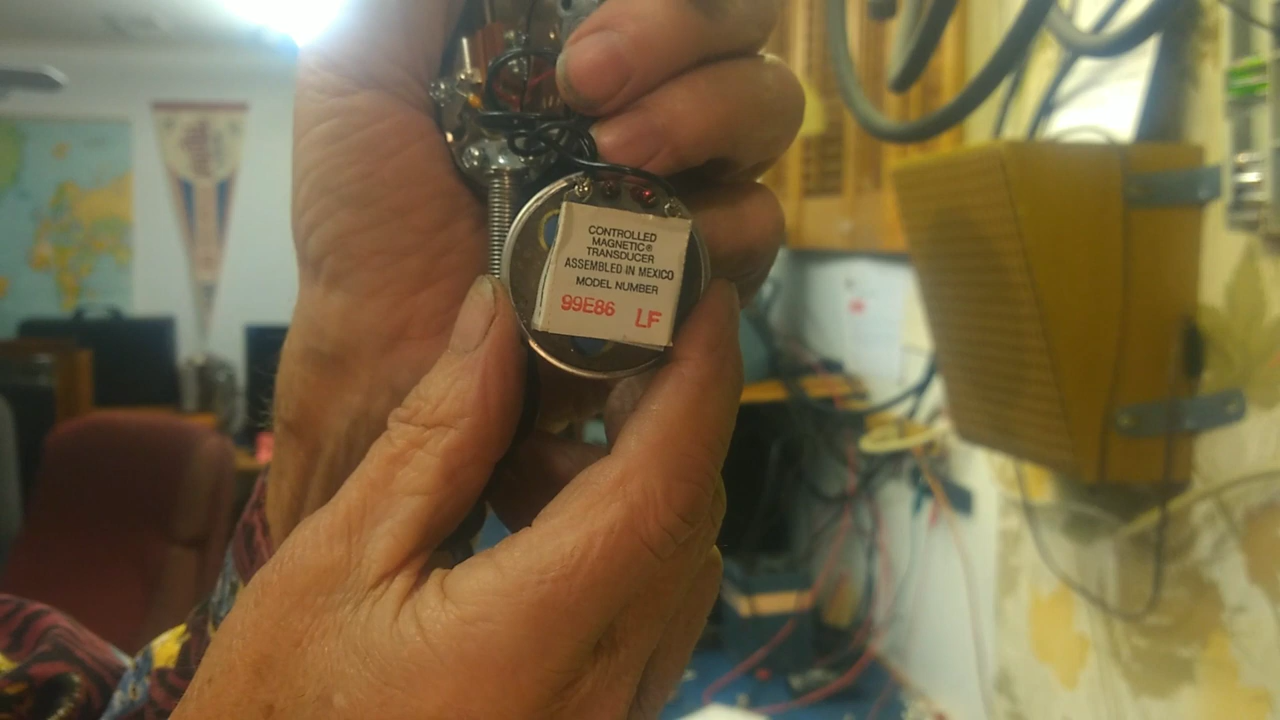 CONTROLLED
MAGNETIC®
TRANSDUCER
ASSEMBLED IN MEXICO
MODEL NUMBER
99E86 LF